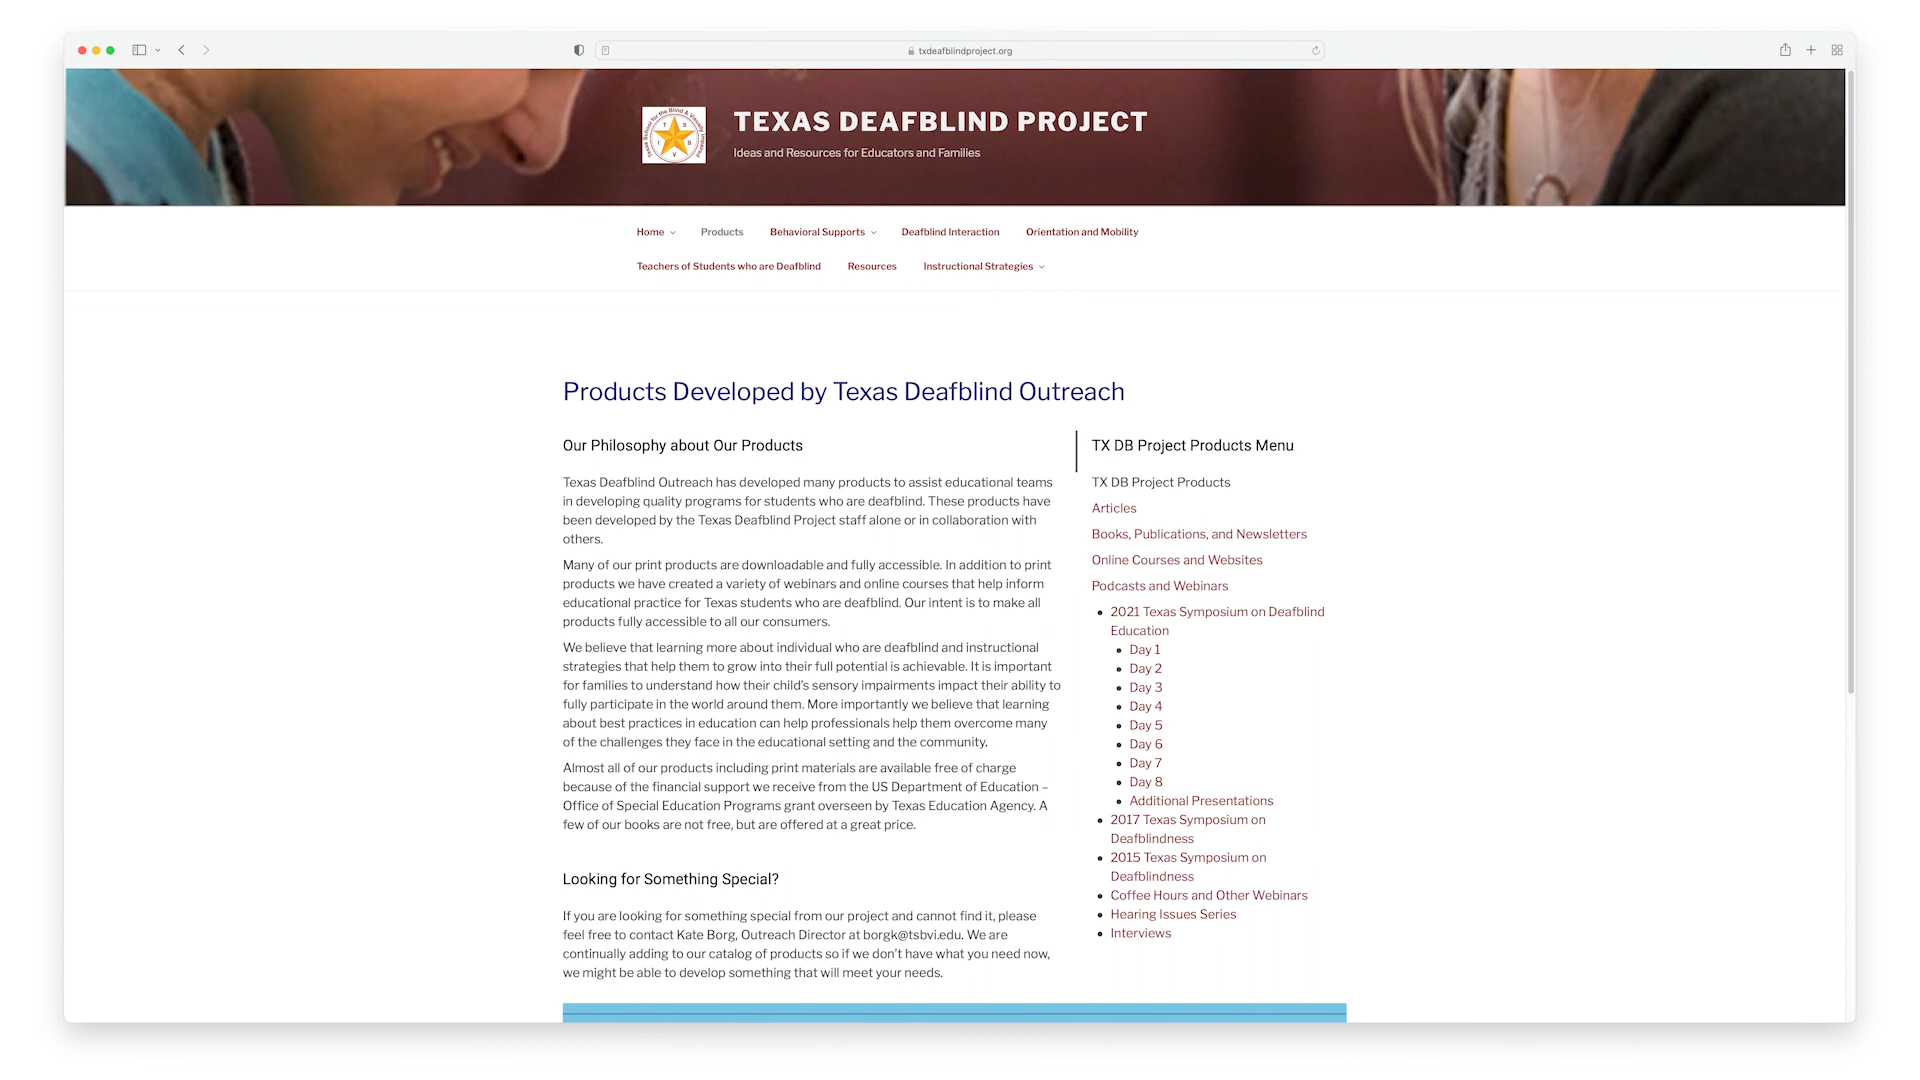 txdeafblindproject.org
Texas School for the Blind & Visually Impaired
T S
I B
V
TEXAS DEAFBLIND PROJECT
Ideas and Resources for Educators and Families
Home Products Behavioral Supports Deafblind Interaction Orientation and Mobility
Teachers of Students who are Deafblind Resources Instructional Strategies
Products Developed by Texas Deafblind Outreach
Our Philosophy about Our Products
Texas Deafblind Outreach has developed many products to assist educational teams
in developing quality programs for students who are deafblind. These products have
been developed by the Texas Deafblind Project staff alone or in collaboration with
others.
Many of our print products are downloadable and fully accessible. In addition to print
products we have created a variety of webinars and online courses that help inform
educational practice for Texas students who are deafblind. Our intent is to make all
products fully accessible to all our consumers.
We believe that learning more about individual who are deafblind and instructional
strategies that help them to grow into their full potential is achievable. It is important
for families to understand how their child's sensory impairments impact their ability to
fully participate in the world around them. More importantly we believe that learning
about best practices in education can help professionals help them overcome many
of the challenges they face in the educational setting and the community.
Almost all of our products including print materials are available free of charge
because of the financial support we receive from the US Department of Education –
Office of Special Education Programs grant overseen by Texas Education Agency. A
few of our books are not free, but are offered at a great price.
Looking for Something Special?
If you are looking for something special from our project and cannot find it, please
feel free to contact Kate Borg, Outreach Director at borgk@tsbvi.edu. We are
continually adding to our catalog of products so if we don't have what you need now,
we might be able to develop something that will meet your needs.
TX DB Project Products Menu
TX DB Project Products
Articles
Books, Publications, and Newsletters
Online Courses and Websites
Podcasts and Webinars
2021 Texas Symposium on Deafblind
Education
Day 1
Day 2
Day 3
Day 4
Day 5
Day 6
Day 7
Day 8
Additional Presentations
2017 Texas Symposium on
Deafblindness
2015 Texas Symposium on
Deafblindness
Coffee Hours and Other Webinars
Hearing Issues Series
Interviews